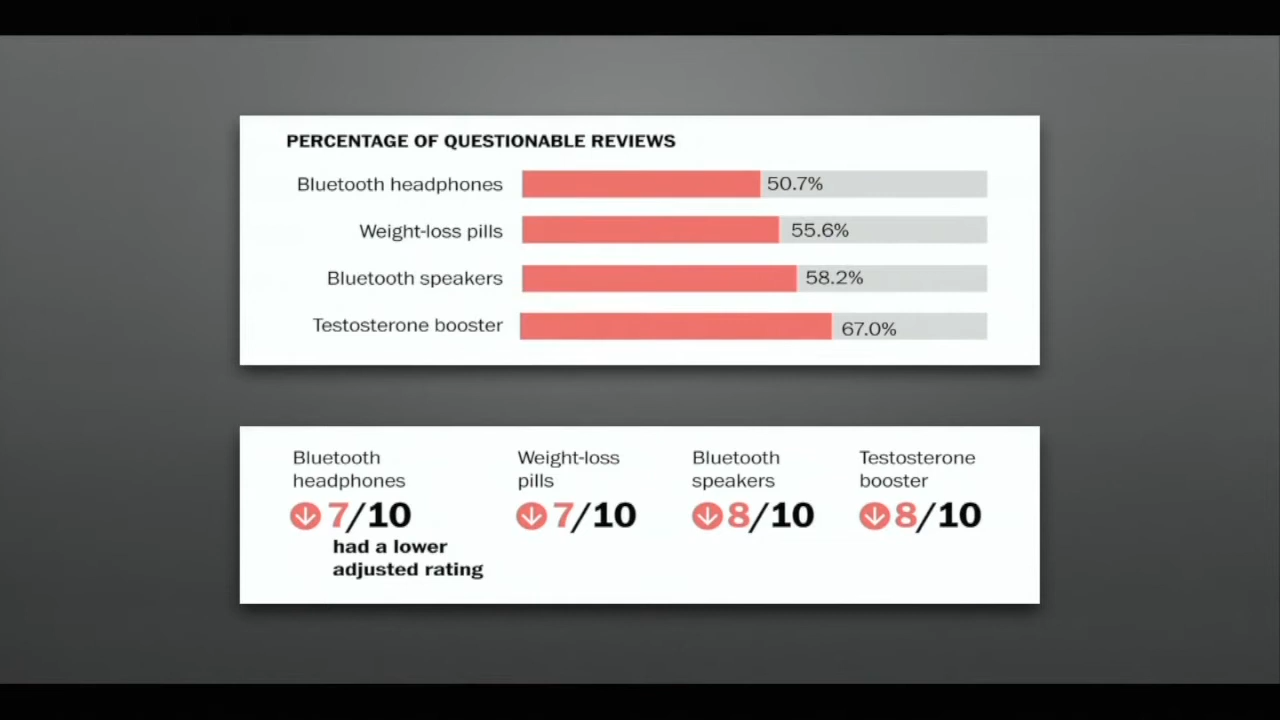 PERCENTAGE OF QUESTIONABLE REVIEWS
Bluetooth headphones 50.7%
Weight-loss pills 55.6%
Bluetooth speakers 58.2%
Testosterone booster 67.0%
Bluetooth
headphones
7/10
had a lower
adjusted rating
Weight-loss
pills
7/10
Bluetooth
speakers
8/10
Testosterone
booster
8/10